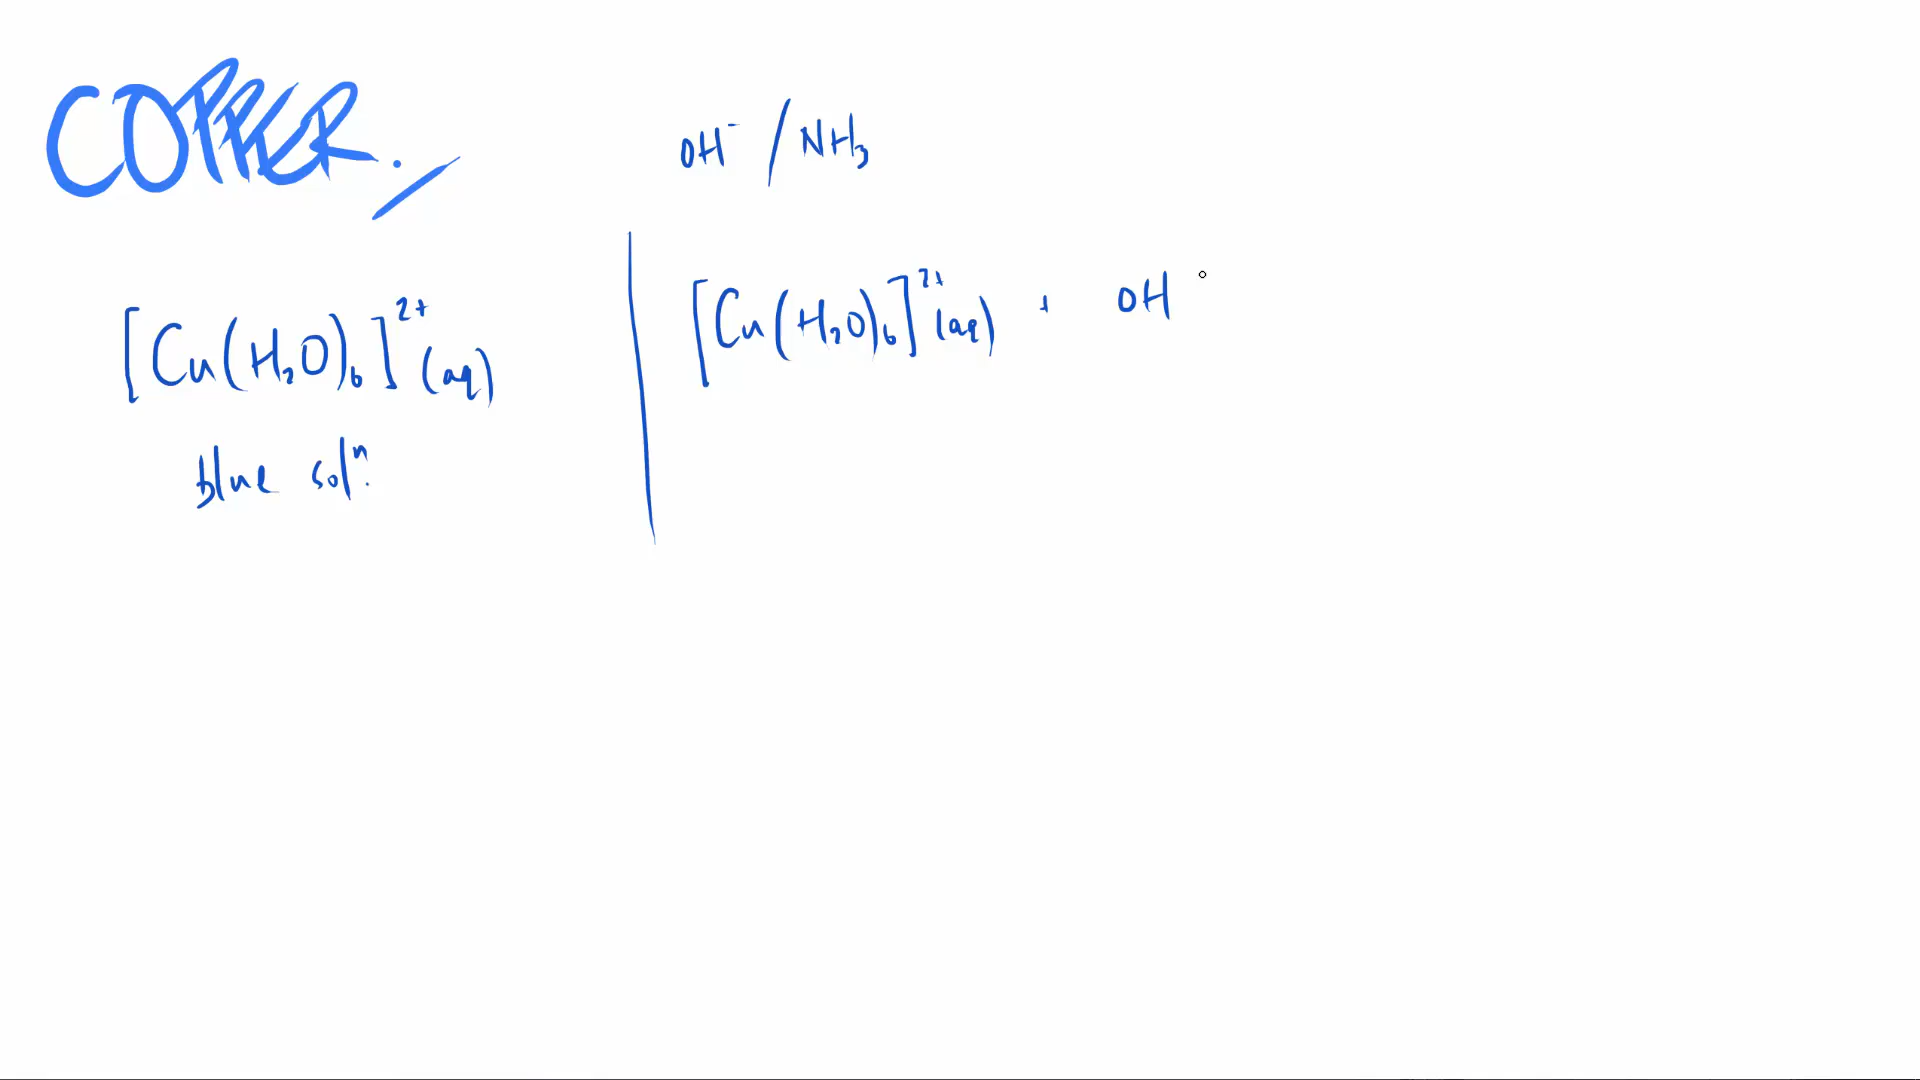 COPPER.
OH⁻ / NH₃
[Cu(H₂O)₆]²⁺(aq)
blue solⁿ.
[Cu(H₂O)₆]²⁺(aq) + OH